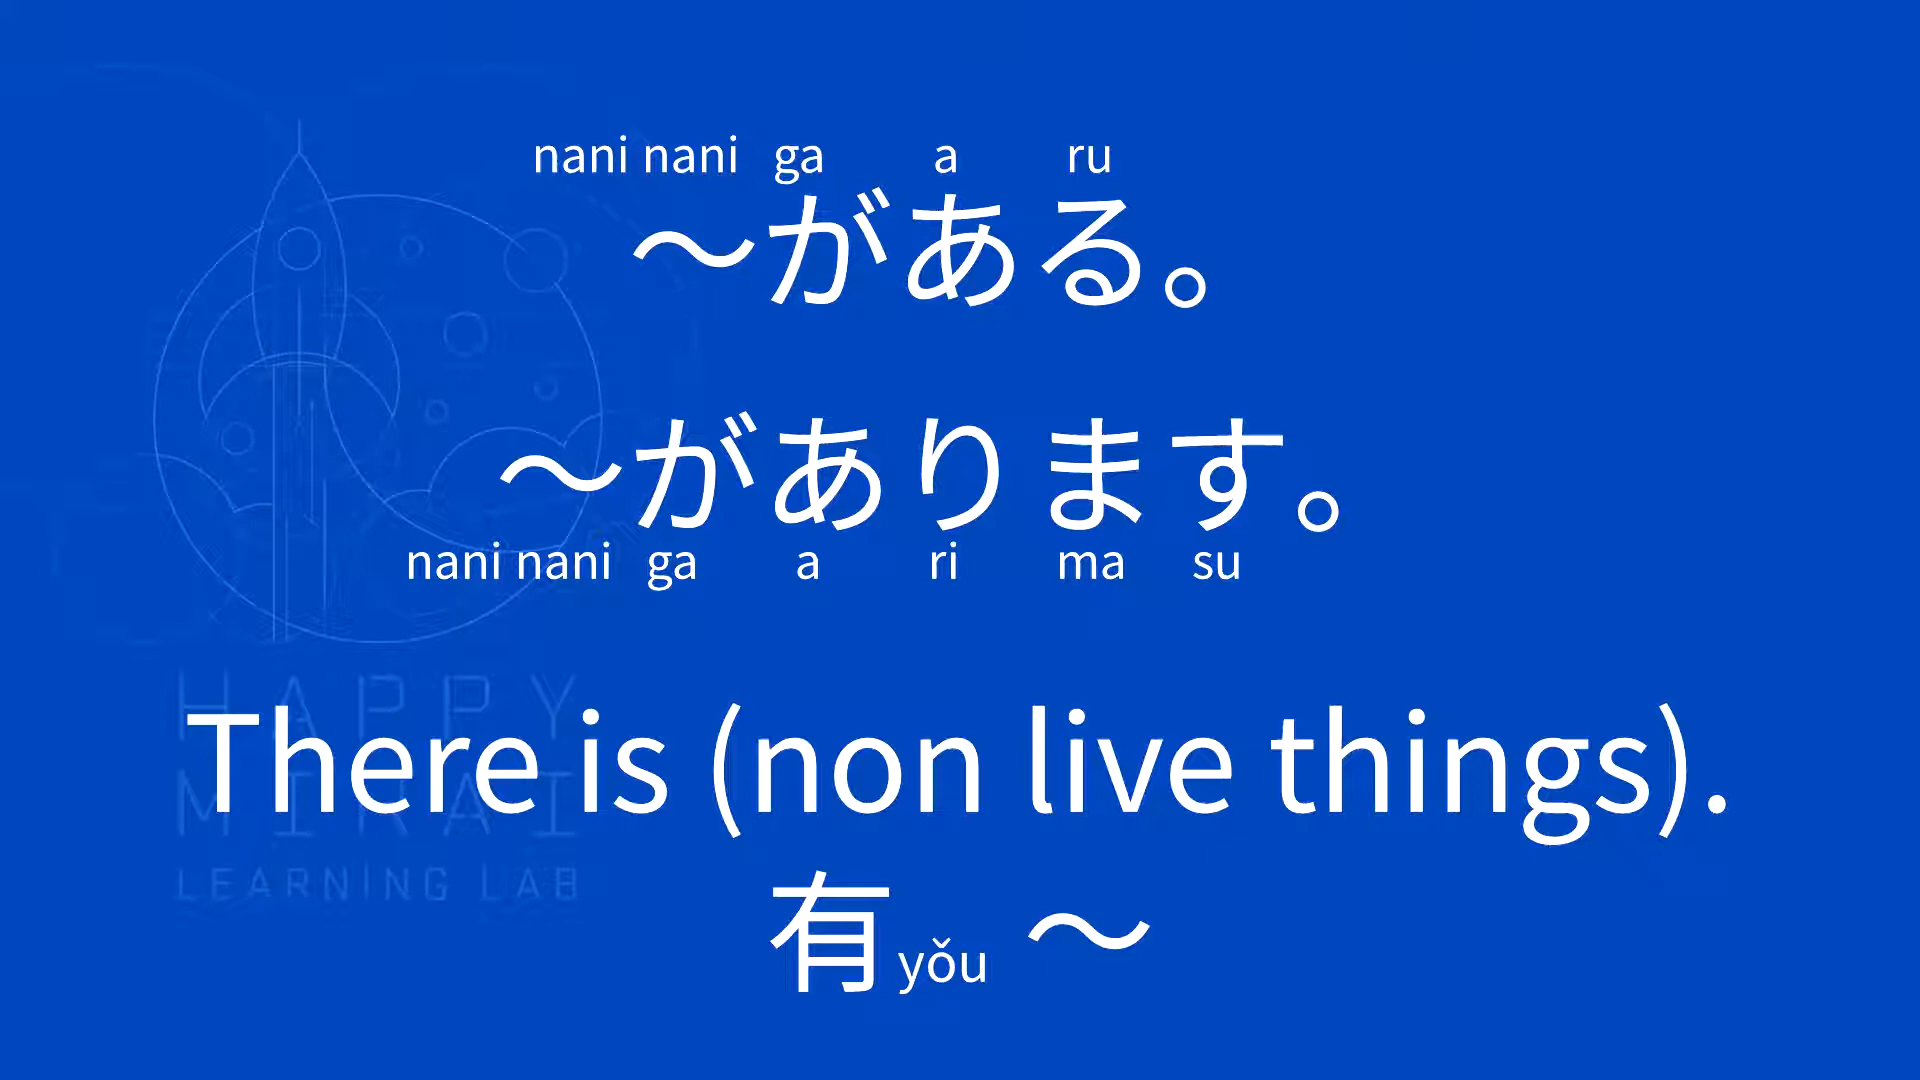 nani nani ga a ru
～がある。
～があります。
nani nani ga a ri ma su
HAPPY
There is (non live things).
MIRAI
LEARNING LAB
有 yǒu ～